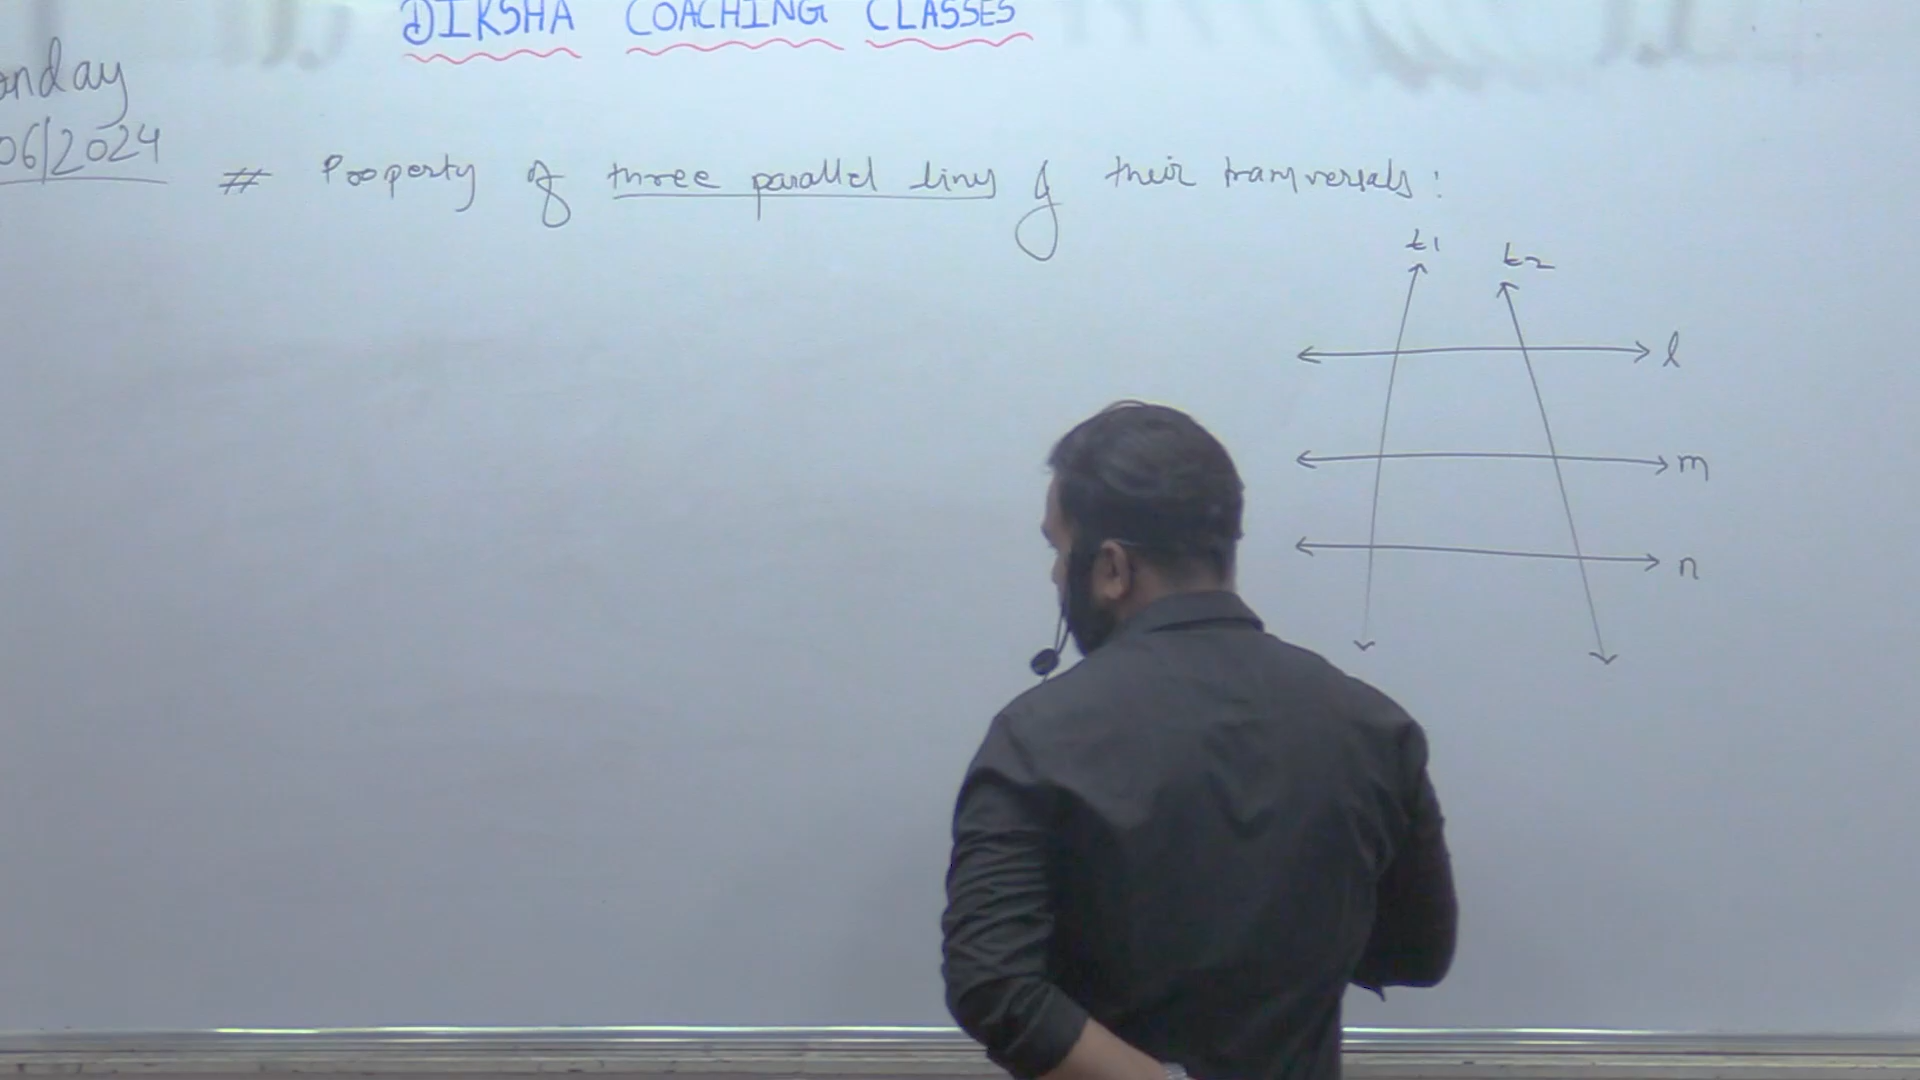 DIKSHA COACHING CLASSES
onday
06/2024
# Property of three parallel lines & their transversals :
t1 t2
l
m
n